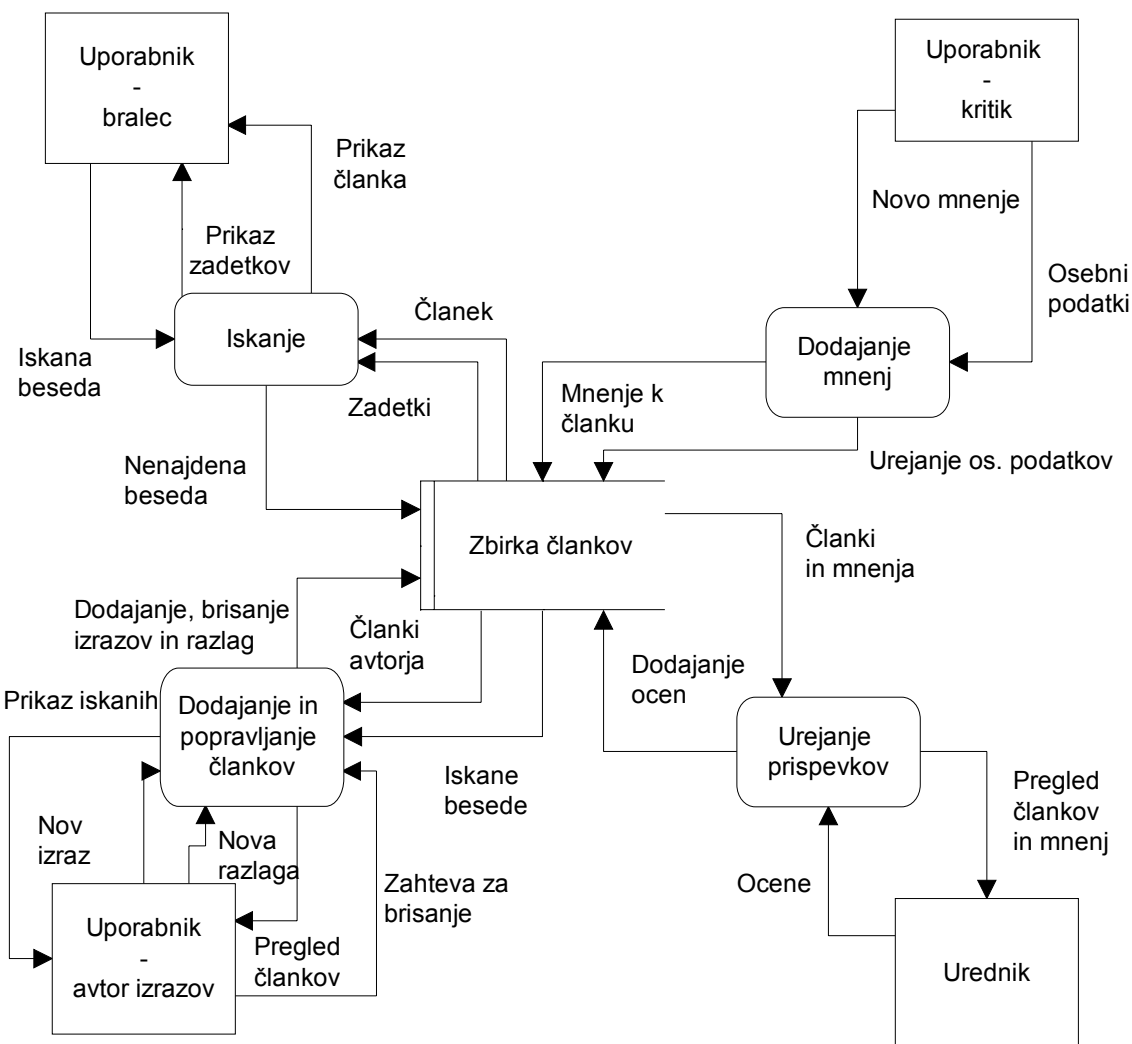 Uporabnik
-
bralec
Uporabnik
-
kritik
Prikaz
članka
Novo mnenje
Prikaz
zadetkov
Osebni
podatki
Članek
Iskanje
Dodajanje
mnenj
Iskana
beseda
Zadetki
Mnenje k
članku
Nenajdena
beseda
Urejanje os. podatkov
Zbirka člankov
Članki
in mnenja
Dodajanje, brisanje
izrazov in razlag
Članki
avtorja
Dodajanje
ocen
Prikaz iskanih
Dodajanje in
popravljanje
člankov
Urejanje
prispevkov
Iskane
besede
Pregled
člankov
in mnenj
Nov
izraz
Nova
razlaga
Zahteva za
brisanje
Ocene
Uporabnik
-
avtor izrazov
Pregled
člankov
Urednik